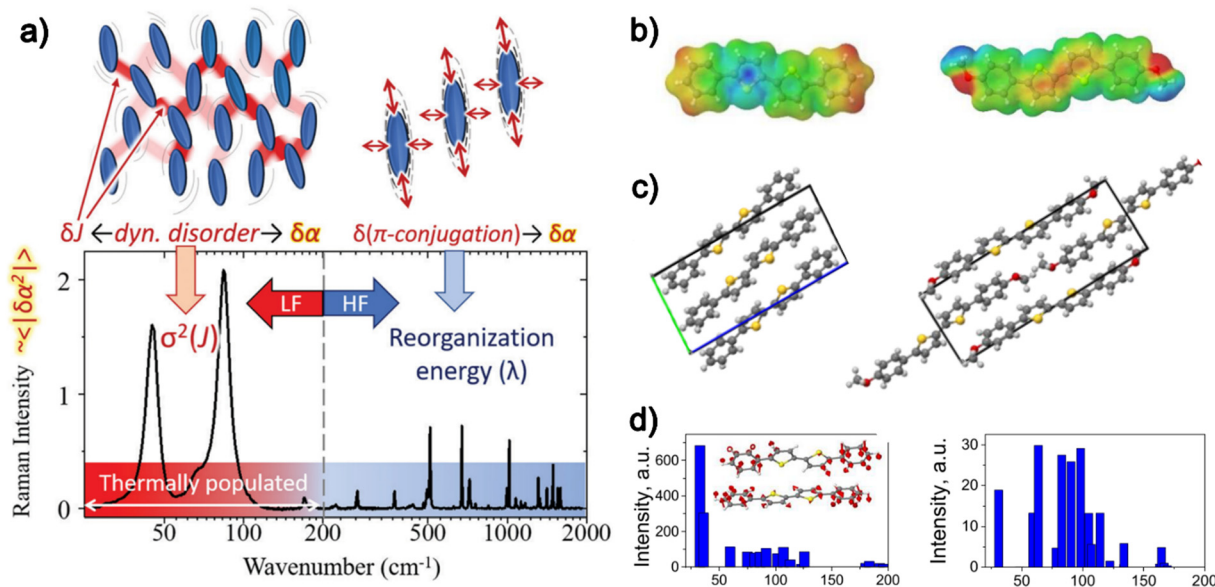 a)
δJ ←dyn. disorder→ δα
δ(π-conjugation)→ δα
~<|δα²|>
Raman Intensity
2
1
0
LF
HF
σ²(J)
Reorganization
energy (λ)
Thermally populated
50
100
200
500
1000
2000
Wavenumber (cm⁻¹)
b)
c)
d)
Intensity, a.u.
600
400
200
100
0
50
100
150
200
Intensity, a.u.
30
20
10
0
50
100
150
200